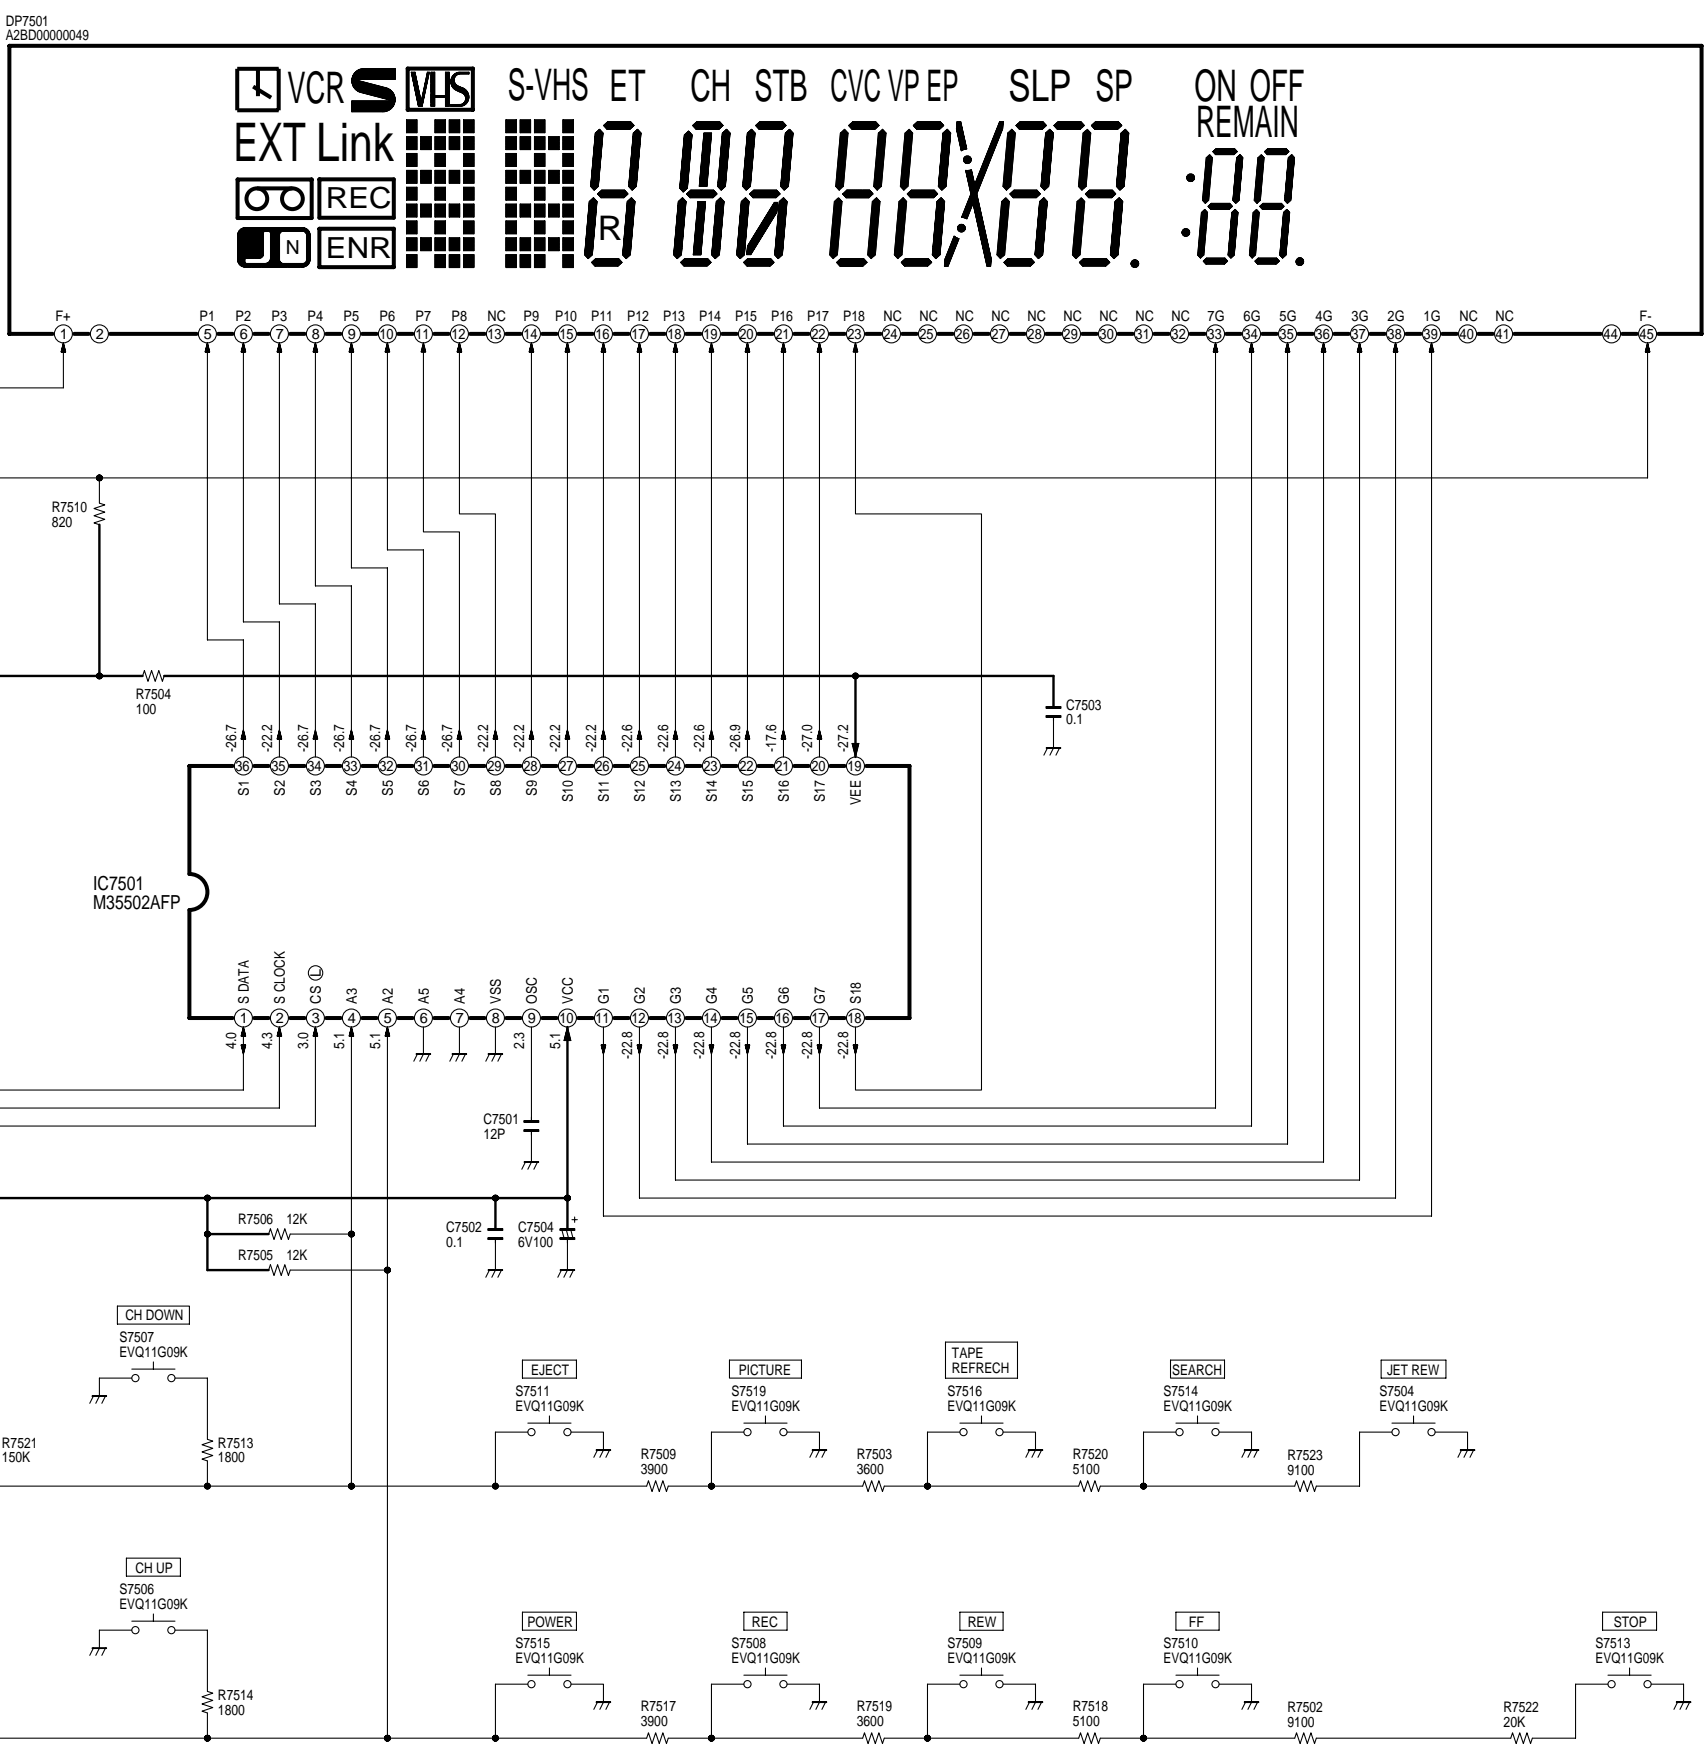 DP7501
A2BD00000049
VCR S VHS S-VHS ET CH STB CVC VP EP SLP SP ON OFF
EXT Link REMAIN
REC
R
J N ENR
F+ P1 P2 P3 P4 P5 P6 P7 P8 NC P9 P10 P11 P12 P13 P14 P15 P16 P17 P18 NC NC NC NC NC NC NC NC NC 7G 6G 5G 4G 3G 2G 1G NC NC F-
1 2 5 6 7 8 9 10 11 12 13 14 15 16 17 18 19 20 21 22 23 24 25 26 27 28 29 30 31 32 33 34 35 36 37 38 39 40 41 44 45
R7510
820
R7504
100
C7503
0.1
-26.7 -22.2 -26.7 -26.7 -26.7 -26.7 -26.7 -22.2 -22.2 -22.2 -22.2 -22.6 -22.6 -22.6 -26.9 -17.6 -27.0 -27.2
36 35 34 33 32 31 30 29 28 27 26 25 24 23 22 21 20 19
S1 S2 S3 S4 S5 S6 S7 S8 S9 S10 S11 S12 S13 S14 S15 S16 S17 VEE
IC7501
M35502AFP
S DATA S CLOCK CS L A3 A2 A5 A4 VSS OSC VCC G1 G2 G3 G4 G5 G6 G7 S18
1 2 3 4 5 6 7 8 9 10 11 12 13 14 15 16 17 18
4.0 4.3 3.0 5.1 5.1 2.3 5.1 -22.8 -22.8 -22.8 -22.8 -22.8 -22.8 -22.8
C7501
12P
R7506 12K
R7505 12K
C7502
0.1
C7504 +
6V100
CH DOWN
S7507
EVQ11G09K
EJECT
S7511
EVQ11G09K
PICTURE
S7519
EVQ11G09K
TAPE
REFRECH
S7516
EVQ11G09K
SEARCH
S7514
EVQ11G09K
JET REW
S7504
EVQ11G09K
R7521
150K
R7513
1800
R7509
3900
R7503
3600
R7520
5100
R7523
9100
CH UP
S7506
EVQ11G09K
POWER
S7515
EVQ11G09K
REC
S7508
EVQ11G09K
REW
S7509
EVQ11G09K
FF
S7510
EVQ11G09K
STOP
S7513
EVQ11G09K
R7514
1800
R7517
3900
R7519
3600
R7518
5100
R7502
9100
R7522
20K